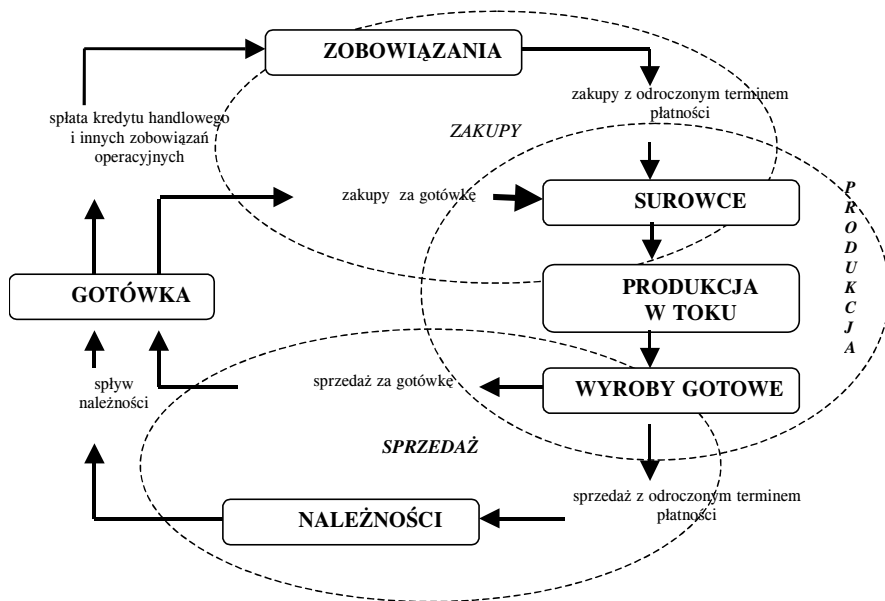 ZOBOWIĄZANIA
zakupy z odroczonym terminem
płatności
spłata kredytu handlowego
i innych zobowiązań
operacyjnych
ZAKUPY
zakupy za gotówkę
SUROWCE
PRODUKCJA
GOTÓWKA
PRODUKCJA
W TOKU
spływ
należności
sprzedaż za gotówkę
WYROBY GOTOWE
SPRZEDAŻ
sprzedaż z odroczonym terminem
płatności
NALEŻNOŚCI